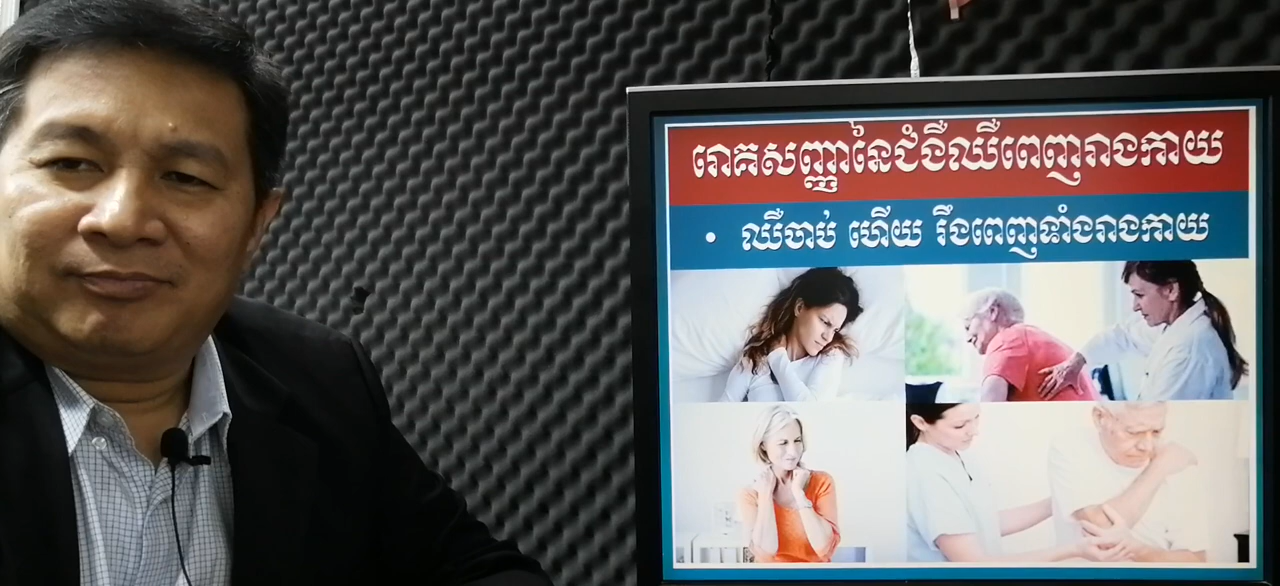 រោគសញ្ញានៃជំងឺឈឺពេញរាងកាយ
• ឈឺចាប់ ហើយ រឹងពេញទាំងរាងកាយ